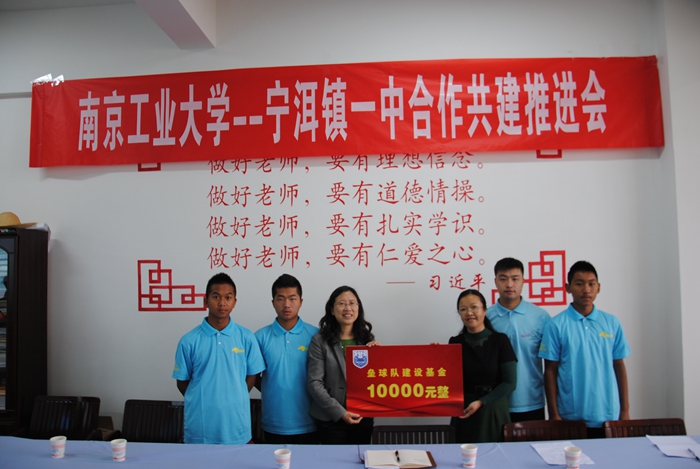 南京工业大学---宁洱镇一中合作共建推进会
做好老师，要有理想信念。
做好老师，要有道德情操。
做好老师，要有扎实学识。
做好老师，要有仁爱之心。
——习近平
垒球队建设基金
10000元整